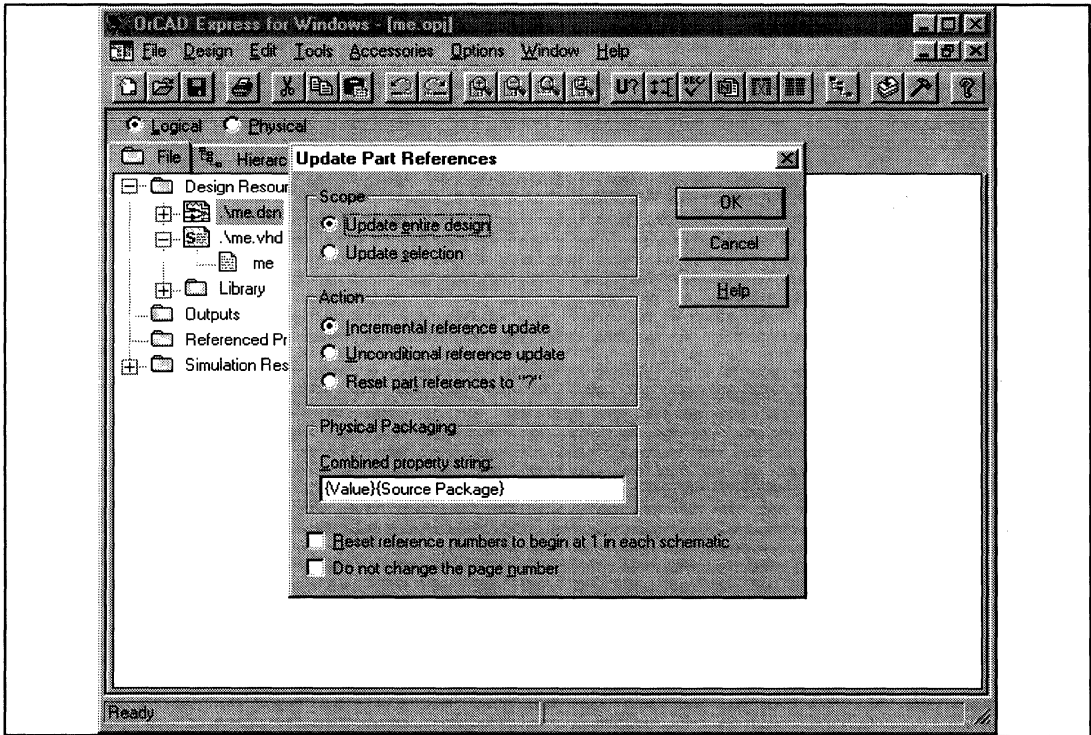 OrCAD Express for Windows - [me.opj]
File Design Edit Tools Accessories Options Window Help
U? DEC
Logical Physical
File Hierarc
Update Part References
Design Resour
.\me.dsn
.\me.vhd
me
Library
Outputs
Referenced Pr
Simulation Res
Scope
Update entire design
Update selection
OK
Cancel
Help
Action
Incremental reference update
Unconditional reference update
Reset part references to "?"
Physical Packaging
Combined property string:
{Value}{Source Package}
Reset reference numbers to begin at 1 in each schematic
Do not change the page number
Ready